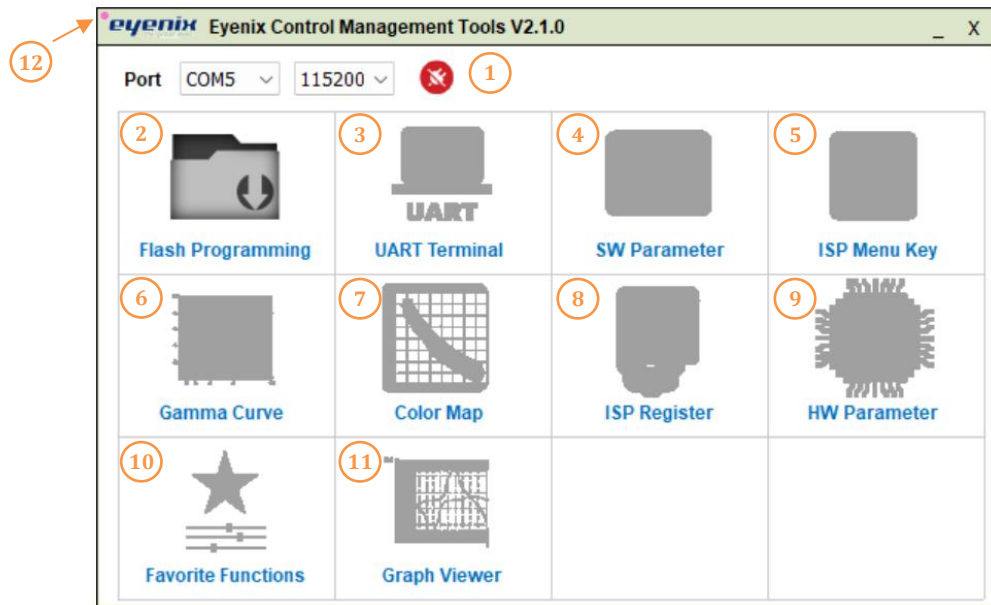 eyenix Eyenix Control Management Tools V2.1.0 _ X
12
Port COM5 115200 1
2 3 4 5
UART
Flash Programming UART Terminal SW Parameter ISP Menu Key
6 7 8 9
Gamma Curve Color Map ISP Register HW Parameter
10 11
Favorite Functions Graph Viewer